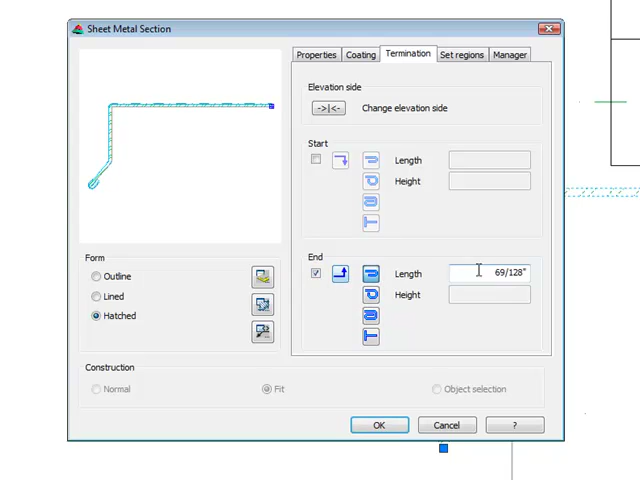 Sheet Metal Section
Properties
Coating
Termination
Set regions
Manager
Elevation side
->|<-
Change elevation side
Start
Length
Height
Form
Outline
Lined
Hatched
End
Length
69/128"
Height
Construction
Normal
Fit
Object selection
OK
Cancel
?